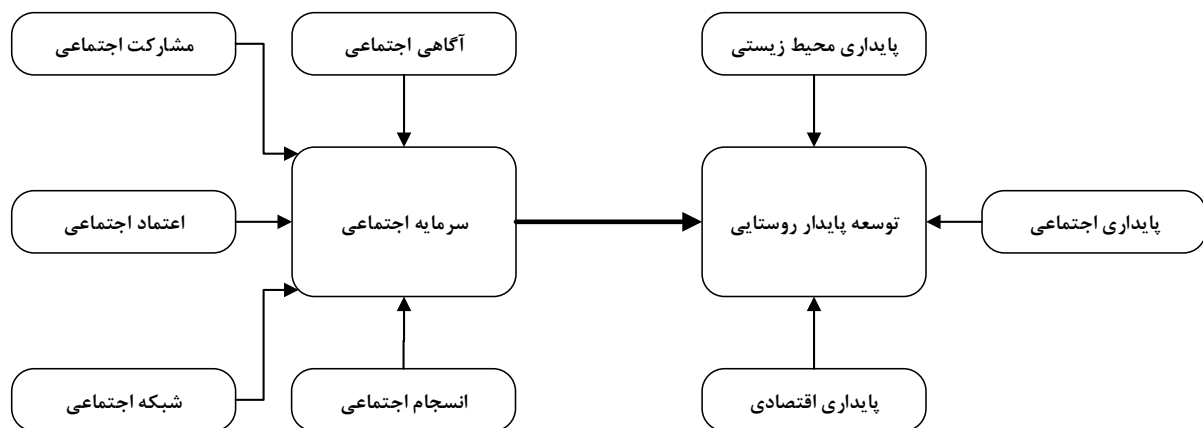 مشارکت اجتماعی
آگاهی اجتماعی
پایداری محیط زیستی
اعتماد اجتماعی
سرمایه اجتماعی
توسعه پایدار روستایی
پایداری اجتماعی
شبکه اجتماعی
انسجام اجتماعی
پایداری اقتصادی